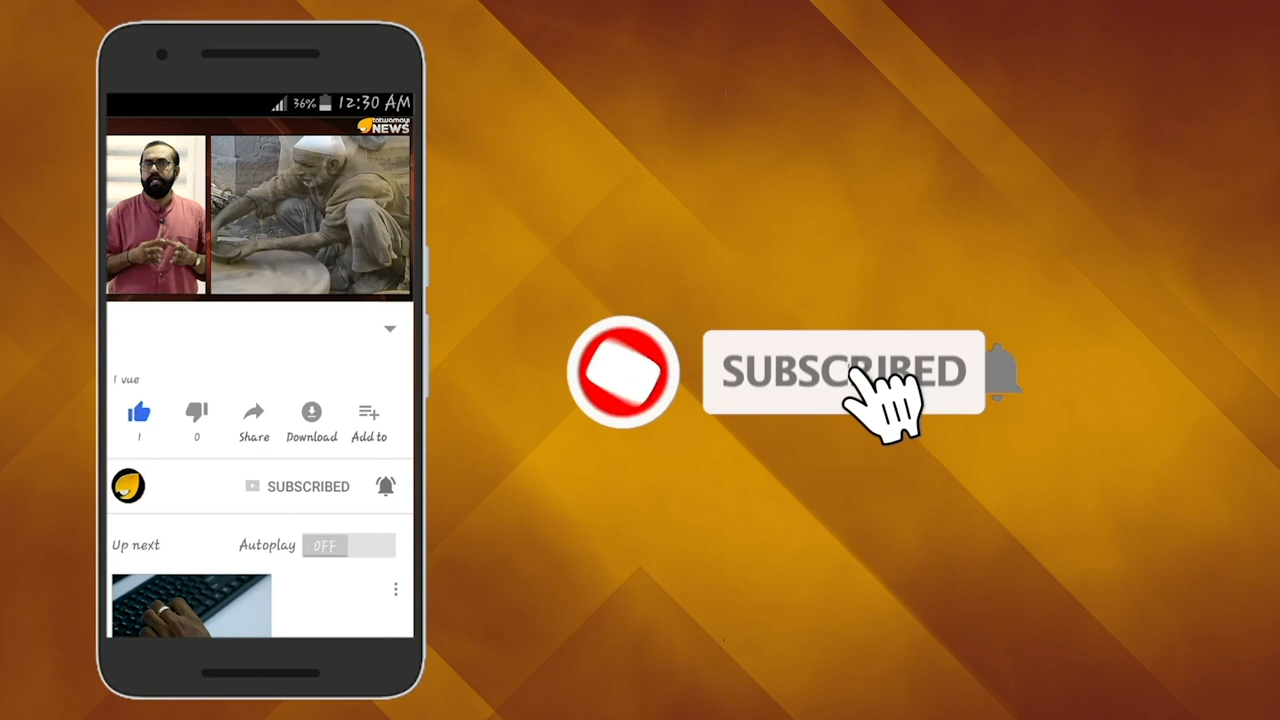 36% 12:30 AM
tatwamayi
NEWS
1 vue
1
0
Share
Download
Add to
SUBSCRIBED
Up next
Autoplay
OFF
SUBSCRIBED